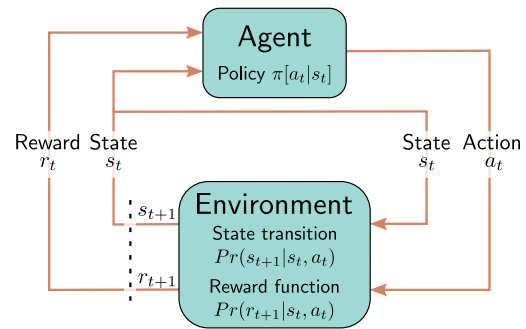 Agent
Policy π[a_t|s_t]
Reward
r_t
State
s_t
State
s_t
Action
a_t
s_{t+1}
Environment
State transition
Pr(s_{t+1}|s_t, a_t)
r_{t+1}
Reward function
Pr(r_{t+1}|s_t, a_t)